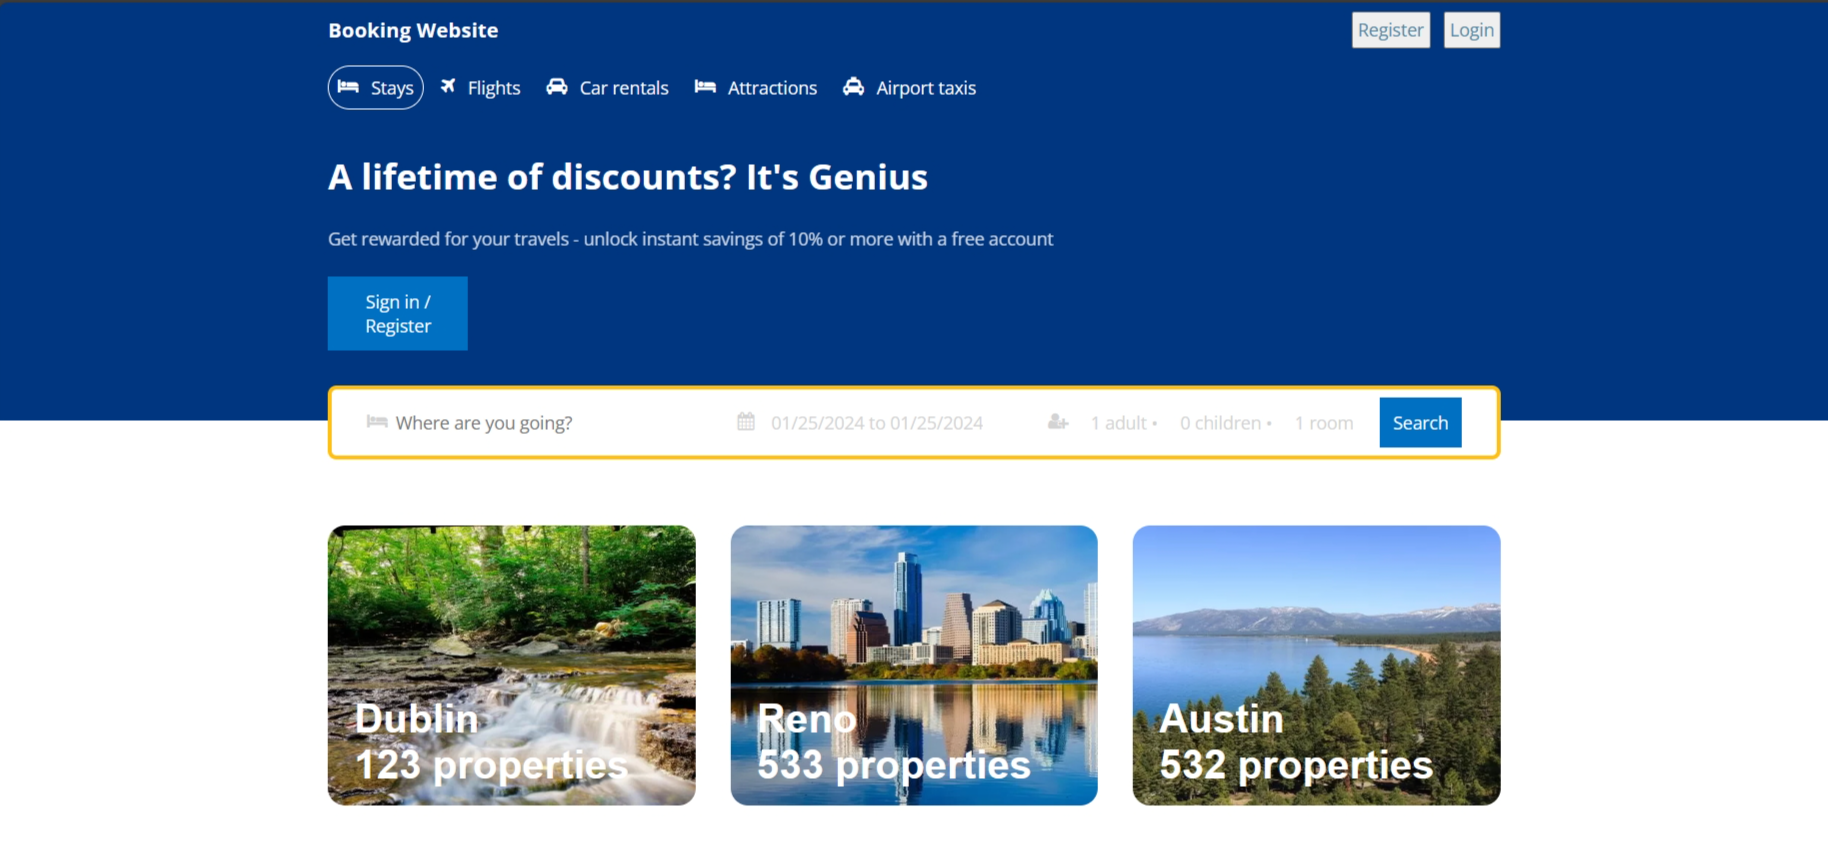 Booking Website
Register
Login
Stays
Flights
Car rentals
Attractions
Airport taxis
A lifetime of discounts? It's Genius
Get rewarded for your travels - unlock instant savings of 10% or more with a free account
Sign in /
Register
Where are you going?
01/25/2024 to 01/25/2024
1 adult •
0 children •
1 room
Search
Dublin
123 properties
Reno
533 properties
Austin
532 properties